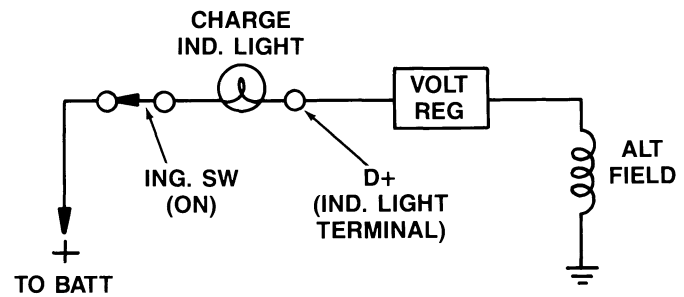 CHARGE
IND. LIGHT
VOLT
REG
ALT
FIELD
ING. SW
(ON)
D+
(IND. LIGHT
TERMINAL)
+
TO BATT